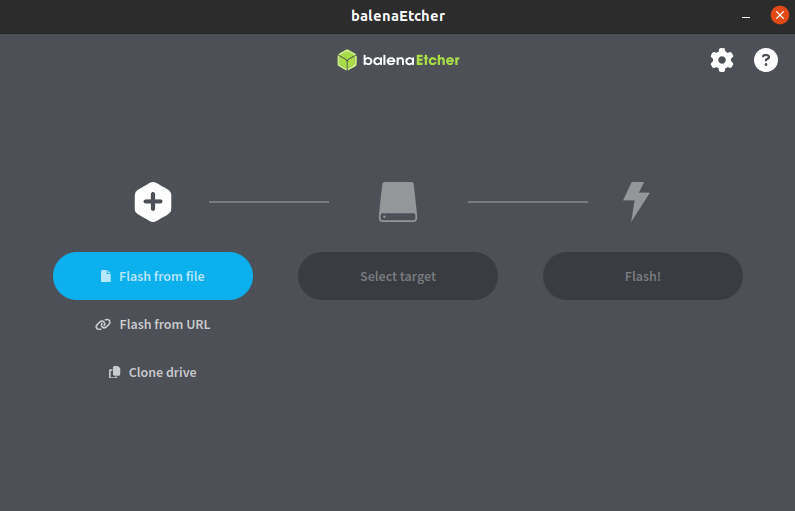 balenaEtcher
balenaEtcher
?
Flash from file
Select target
Flash!
Flash from URL
Clone drive